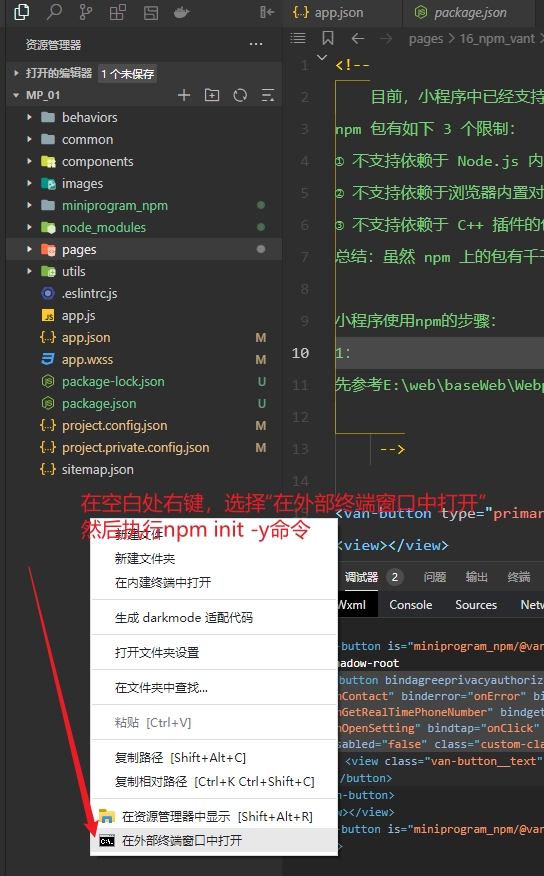 app.json
package.json
资源管理器
打开的编辑器 1 个未保存
MP_01
behaviors
common
components
images
miniprogram_npm
node_modules
pages
utils
.eslintrc.js
app.js
app.json M
app.wxss M
package-lock.json U
package.json U
project.config.json M
project.private.config.json M
sitemap.json
pages > 16_npm_vant >
1 <!--
2 目前，小程序中已经支持
3 npm 包有如下 3 个限制：
4 ① 不支持依赖于 Node.js 内
5 ② 不支持依赖于浏览器内置对
6 ③ 不支持依赖于 C++ 插件的
7 总结：虽然 npm 上的包有千
8
9 小程序使用npm的步骤：
10 1：
11 先参考E:\web\baseWeb\Webp
12
13 -->
14
在空白处右键，选择“在外部终端窗口中打开”
然后执行npm init -y命令
<van-button type="primar
<view></view>
新建文件
新建文件夹
在内建终端中打开
生成 darkmode 适配代码
打开文件夹设置
在文件夹中查找...
粘贴 [Ctrl+V]
复制路径 [Shift+Alt+C]
复制相对路径 [Ctrl+K Ctrl+Shift+C]
在资源管理器中显示 [Shift+Alt+R]
在外部终端窗口中打开
调试器 2 问题 输出 终端
Wxml Console Sources Netw
-button is="miniprogram_npm/@van
adow-root
button bindagreeprivacyauthoriz
nContact" binderror="onError" bi
nGetRealTimePhoneNumber" bindget
nOpenSetting" bindtap="onClick"
sabled="false" class="custom-cla
<view class="van-button__text"
/button>
-button>
></view>
-button is="miniprogram_npm/@van
>